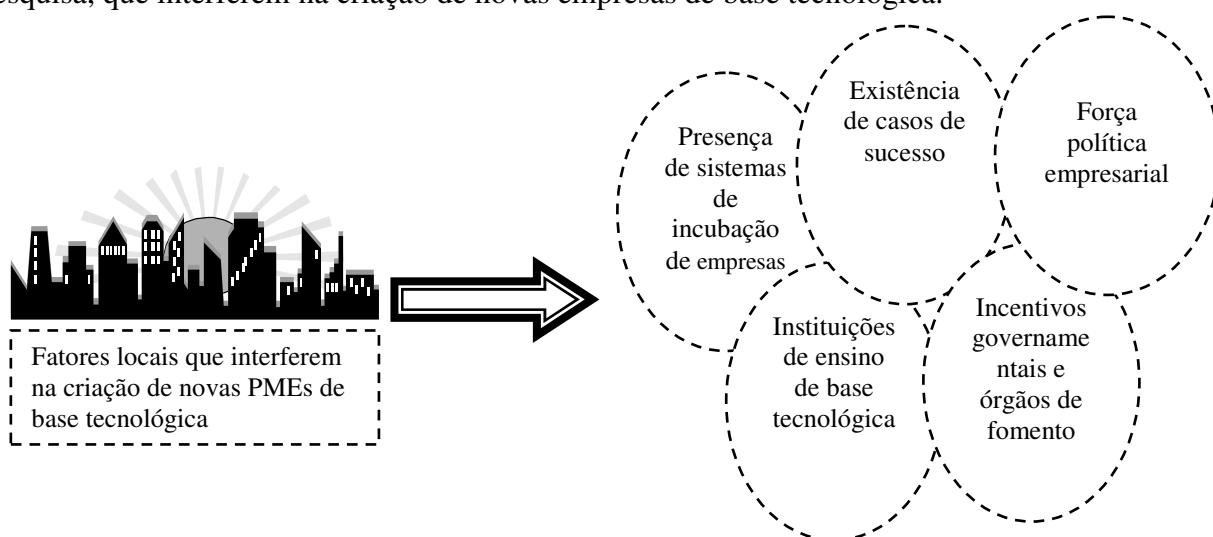 esquisa, que interferem na criação de novas empresas de base tecnológica.
Existência
de casos de
sucesso
Força
política
empresarial
Presença
de sistemas
de
incubação
de empresas
Instituições
de ensino
de base
tecnológica
Incentivos
govername
ntais e
órgãos de
fomento
Fatores locais que interferem
na criação de novas PMEs de
base tecnológica